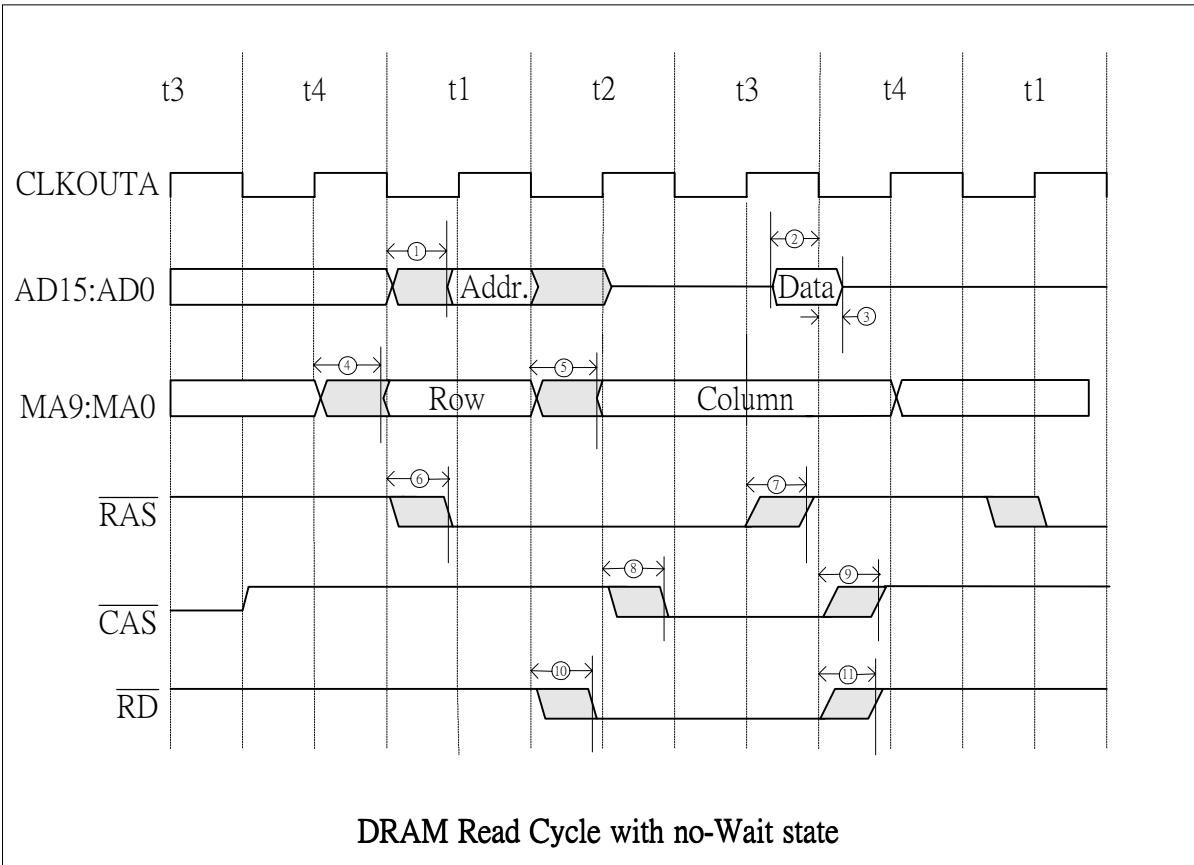 t3 t4 t1 t2 t3 t4 t1
CLKOUTA
1 2
AD15:AD0 Addr. Data
3
4 5
MA9:MA0 Row Column
6 7
RAS
8 9
CAS
10 11
RD
DRAM Read Cycle with no-Wait state